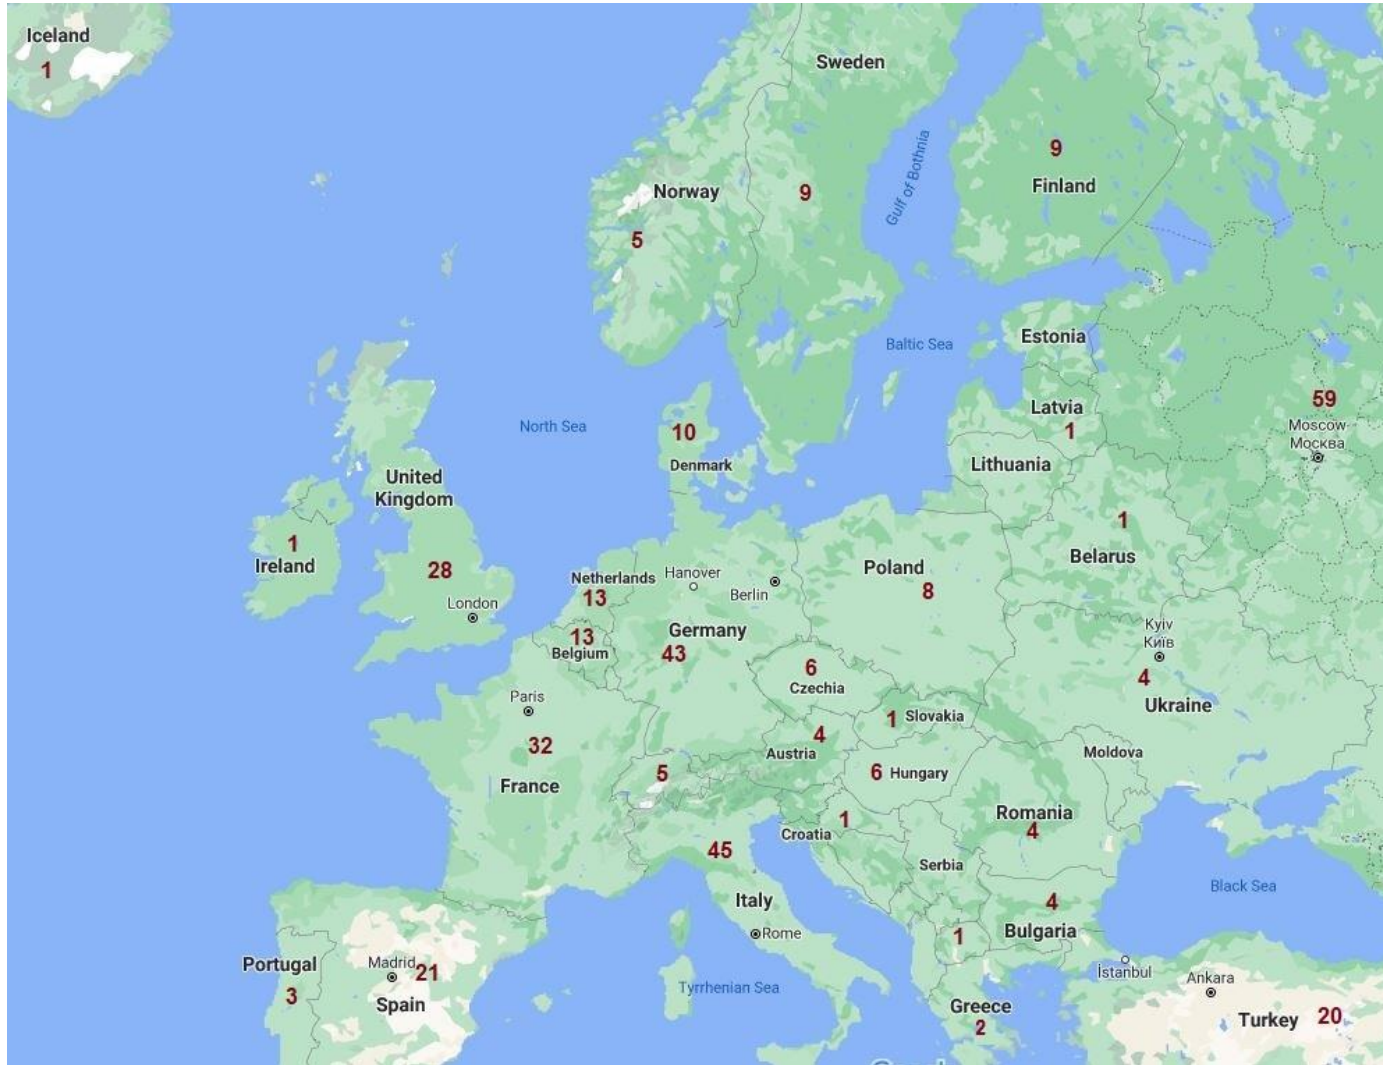 Iceland
1
Sweden
9
Finland
Gulf of Bothnia
Norway
9
5
Estonia
Baltic Sea
59
Latvia
Moscow
Москва
1
North Sea
10
Denmark
Lithuania
United
Kingdom
1
1
Ireland
Belarus
28
Netherlands
Hanover
Poland
Berlin
13
8
London
Germany
Kyiv
Київ
13
Belgium
43
6
4
Czechia
Paris
Ukraine
1
Slovakia
4
32
Austria
Moldova
France
5
6
Hungary
Romania
1
4
Croatia
45
Serbia
Black Sea
Italy
4
Bulgaria
Rome
1
Portugal
Madrid
21
İstanbul
Ankara
3
Spain
Tyrrhenian Sea
Greece
2
Turkey
20